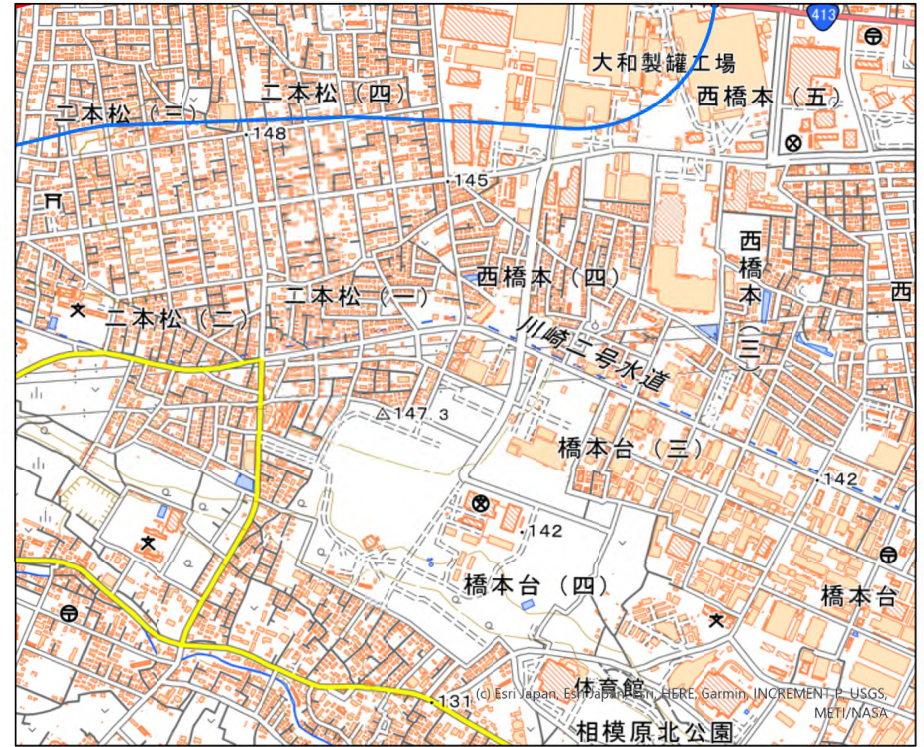 413
大和製罐工場
二本松（四）
西橋本（五）
二本松（三）
・148
・145
西橋本（三）
西橋本（四）
西
二本松（一）
二本松（二）
川崎二号水道
147.3
橋本台（三）
・142
・142
橋本台（四）
橋本台
体育館
・131
(c) Esri Japan, Esri Japan, Esri, HERE, Garmin, INCREMENT P, USGS,
METI/NASA
相模原北公園